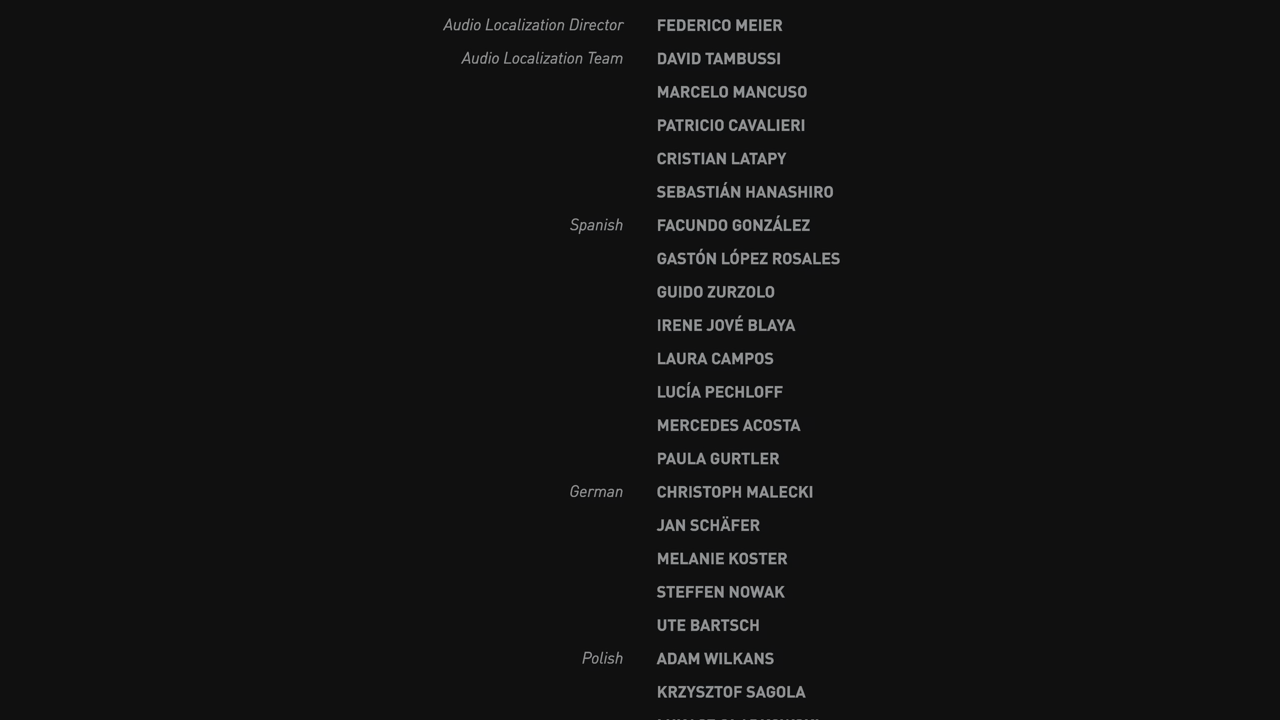 Audio Localization Director FEDERICO MEIER
Audio Localization Team DAVID TAMBUSSI
MARCELO MANCUSO
PATRICIO CAVALIERI
CRISTIAN LATAPY
SEBASTIÁN HANASHIRO
Spanish FACUNDO GONZÁLEZ
GASTÓN LÓPEZ ROSALES
GUIDO ZURZOLO
IRENE JOVÉ BLAYA
LAURA CAMPOS
LUCÍA PECHLOFF
MERCEDES ACOSTA
PAULA GURTLER
German CHRISTOPH MALECKI
JAN SCHÄFER
MELANIE KOSTER
STEFFEN NOWAK
UTE BARTSCH
Polish ADAM WILKANS
KRZYSZTOF SAGOLA